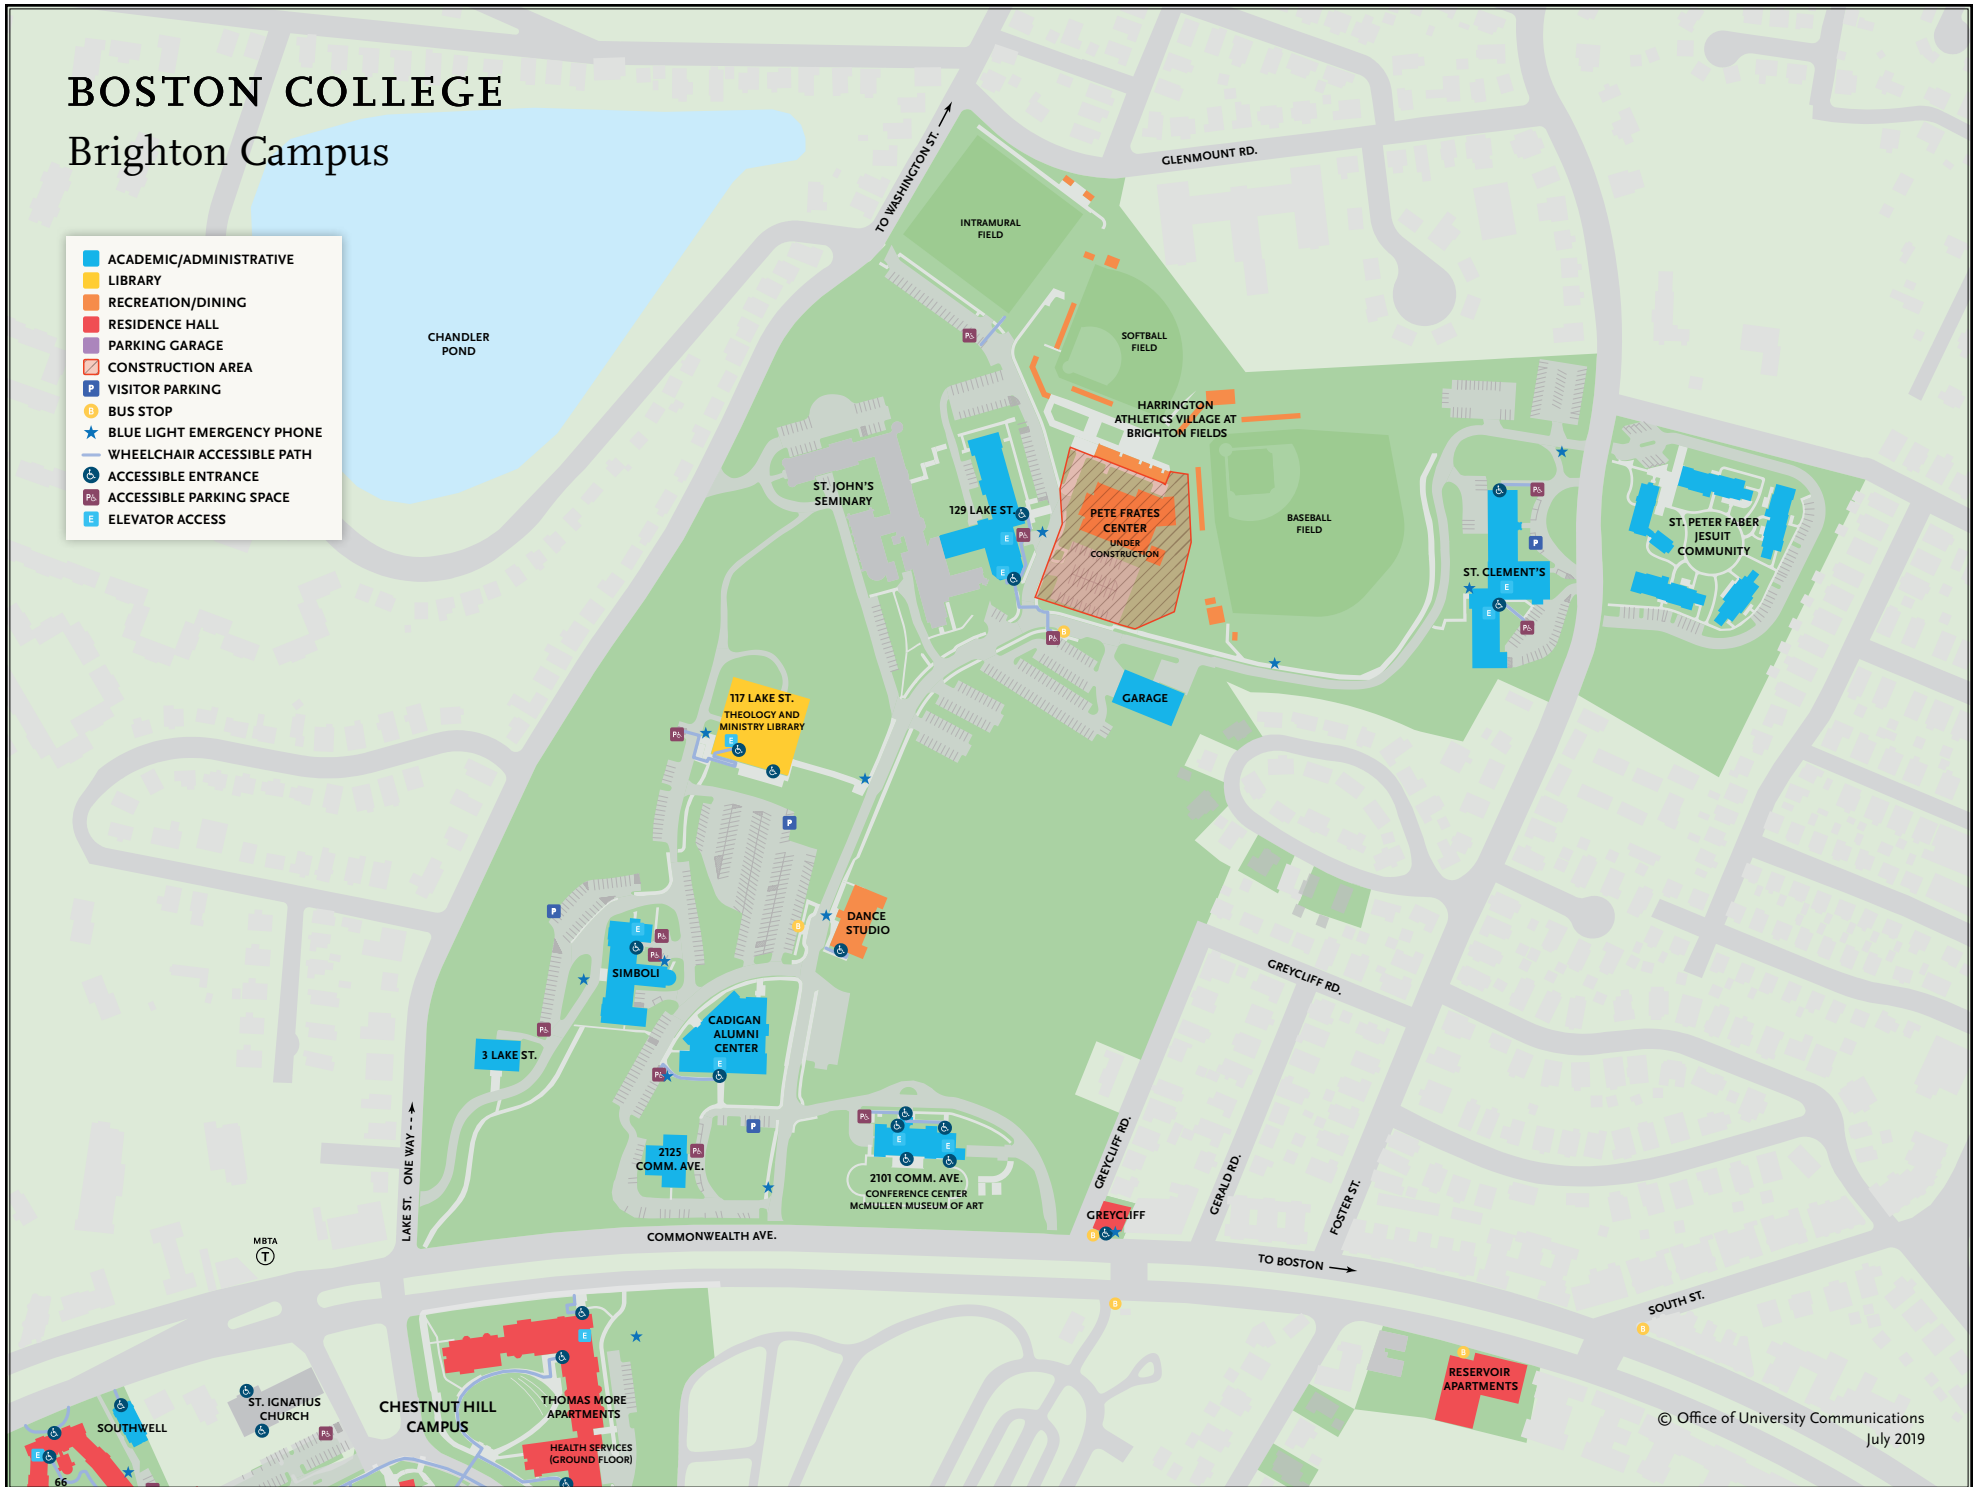 BOSTON COLLEGE
Brighton Campus
ACADEMIC/ADMINISTRATIVE
LIBRARY
RECREATION/DINING
RESIDENCE HALL
PARKING GARAGE
CONSTRUCTION AREA
P VISITOR PARKING
B BUS STOP
BLUE LIGHT EMERGENCY PHONE
WHEELCHAIR ACCESSIBLE PATH
ACCESSIBLE ENTRANCE
P ACCESSIBLE PARKING SPACE
E ELEVATOR ACCESS
CHANDLER
POND
TO WASHINGTON ST.
GLENMOUNT RD.
INTRAMURAL
FIELD
SOFTBALL
FIELD
HARRINGTON
ATHLETICS VILLAGE AT
BRIGHTON FIELDS
ST. JOHN'S
SEMINARY
129 LAKE ST.
PETE FRATES
CENTER
UNDER
CONSTRUCTION
BASEBALL
FIELD
ST. CLEMENT'S
ST. PETER FABER
JESUIT
COMMUNITY
GARAGE
117 LAKE ST.
THEOLOGY AND
MINISTRY LIBRARY
DANCE
STUDIO
SIMBOLI
CADIGAN
ALUMNI
CENTER
3 LAKE ST.
2125
COMM. AVE.
2101 COMM. AVE.
CONFERENCE CENTER
McMULLEN MUSEUM OF ART
GREYCLIFF RD.
GREYCLIFF RD.
GERALD RD.
FOSTER ST.
LAKE ST. ONE WAY
GREYCLIFF
COMMONWEALTH AVE.
MBTA
T
TO BOSTON
SOUTH ST.
RESERVOIR
APARTMENTS
ST. IGNATIUS
CHURCH
CHESTNUT HILL
CAMPUS
THOMAS MORE
APARTMENTS
HEALTH SERVICES
(GROUND FLOOR)
SOUTHWELL
66
© Office of University Communications
July 2019